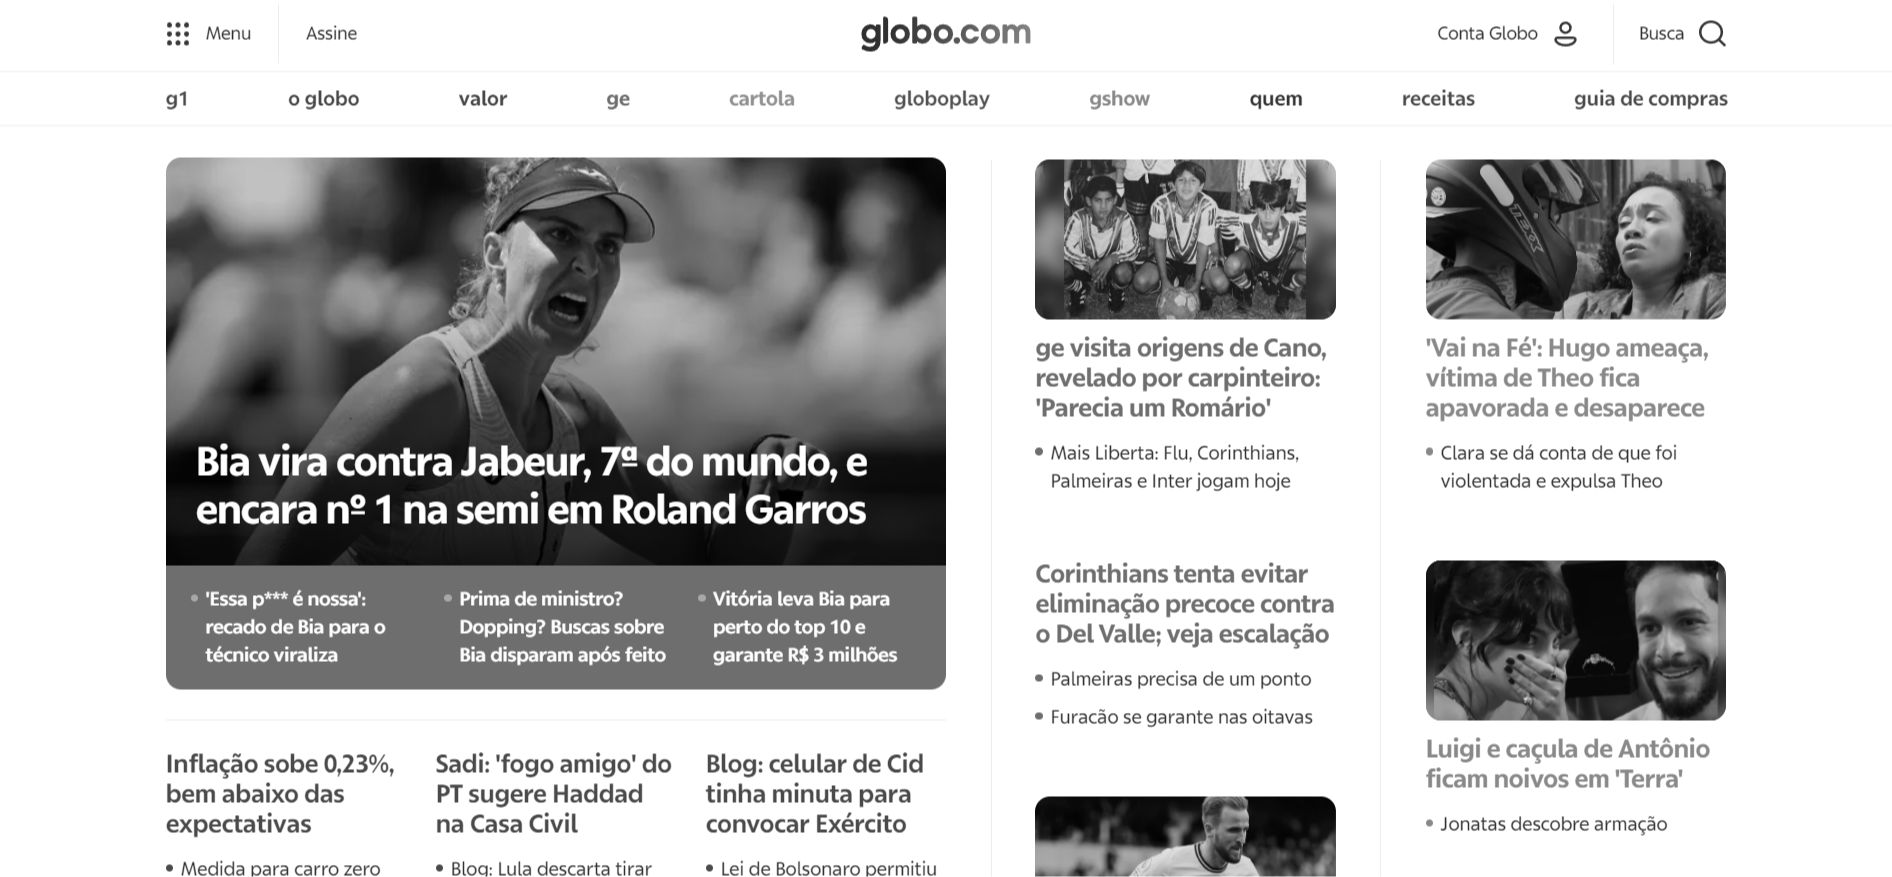 Menu
Assine
globo.com
Conta Globo
Busca
g1
o globo
valor
ge
cartola
globoplay
gshow
quem
receitas
guia de compras
Bia vira contra Jabeur, 7ª do mundo, e
encara nº 1 na semi em Roland Garros
'Essa p*** é nossa':
recado de Bia para o
técnico viraliza
Prima de ministro?
Dopping? Buscas sobre
Bia disparam após feito
Vitória leva Bia para
perto do top 10 e
garante R$ 3 milhões
Inflação sobe 0,23%,
bem abaixo das
expectativas
Medida para carro zero
Sadi: 'fogo amigo' do
PT sugere Haddad
na Casa Civil
Blog: Lula descarta tirar
Blog: celular de Cid
tinha minuta para
convocar Exército
Lei de Bolsonaro permitiu
ge visita origens de Cano,
revelado por carpinteiro:
'Parecia um Romário'
Mais Liberta: Flu, Corinthians,
Palmeiras e Inter jogam hoje
Corinthians tenta evitar
eliminação precoce contra
o Del Valle; veja escalação
Palmeiras precisa de um ponto
Furacão se garante nas oitavas
'Vai na Fé': Hugo ameaça,
vítima de Theo fica
apavorada e desaparece
Clara se dá conta de que foi
violentada e expulsa Theo
Luigi e caçula de Antônio
ficam noivos em 'Terra'
Jonatas descobre armação